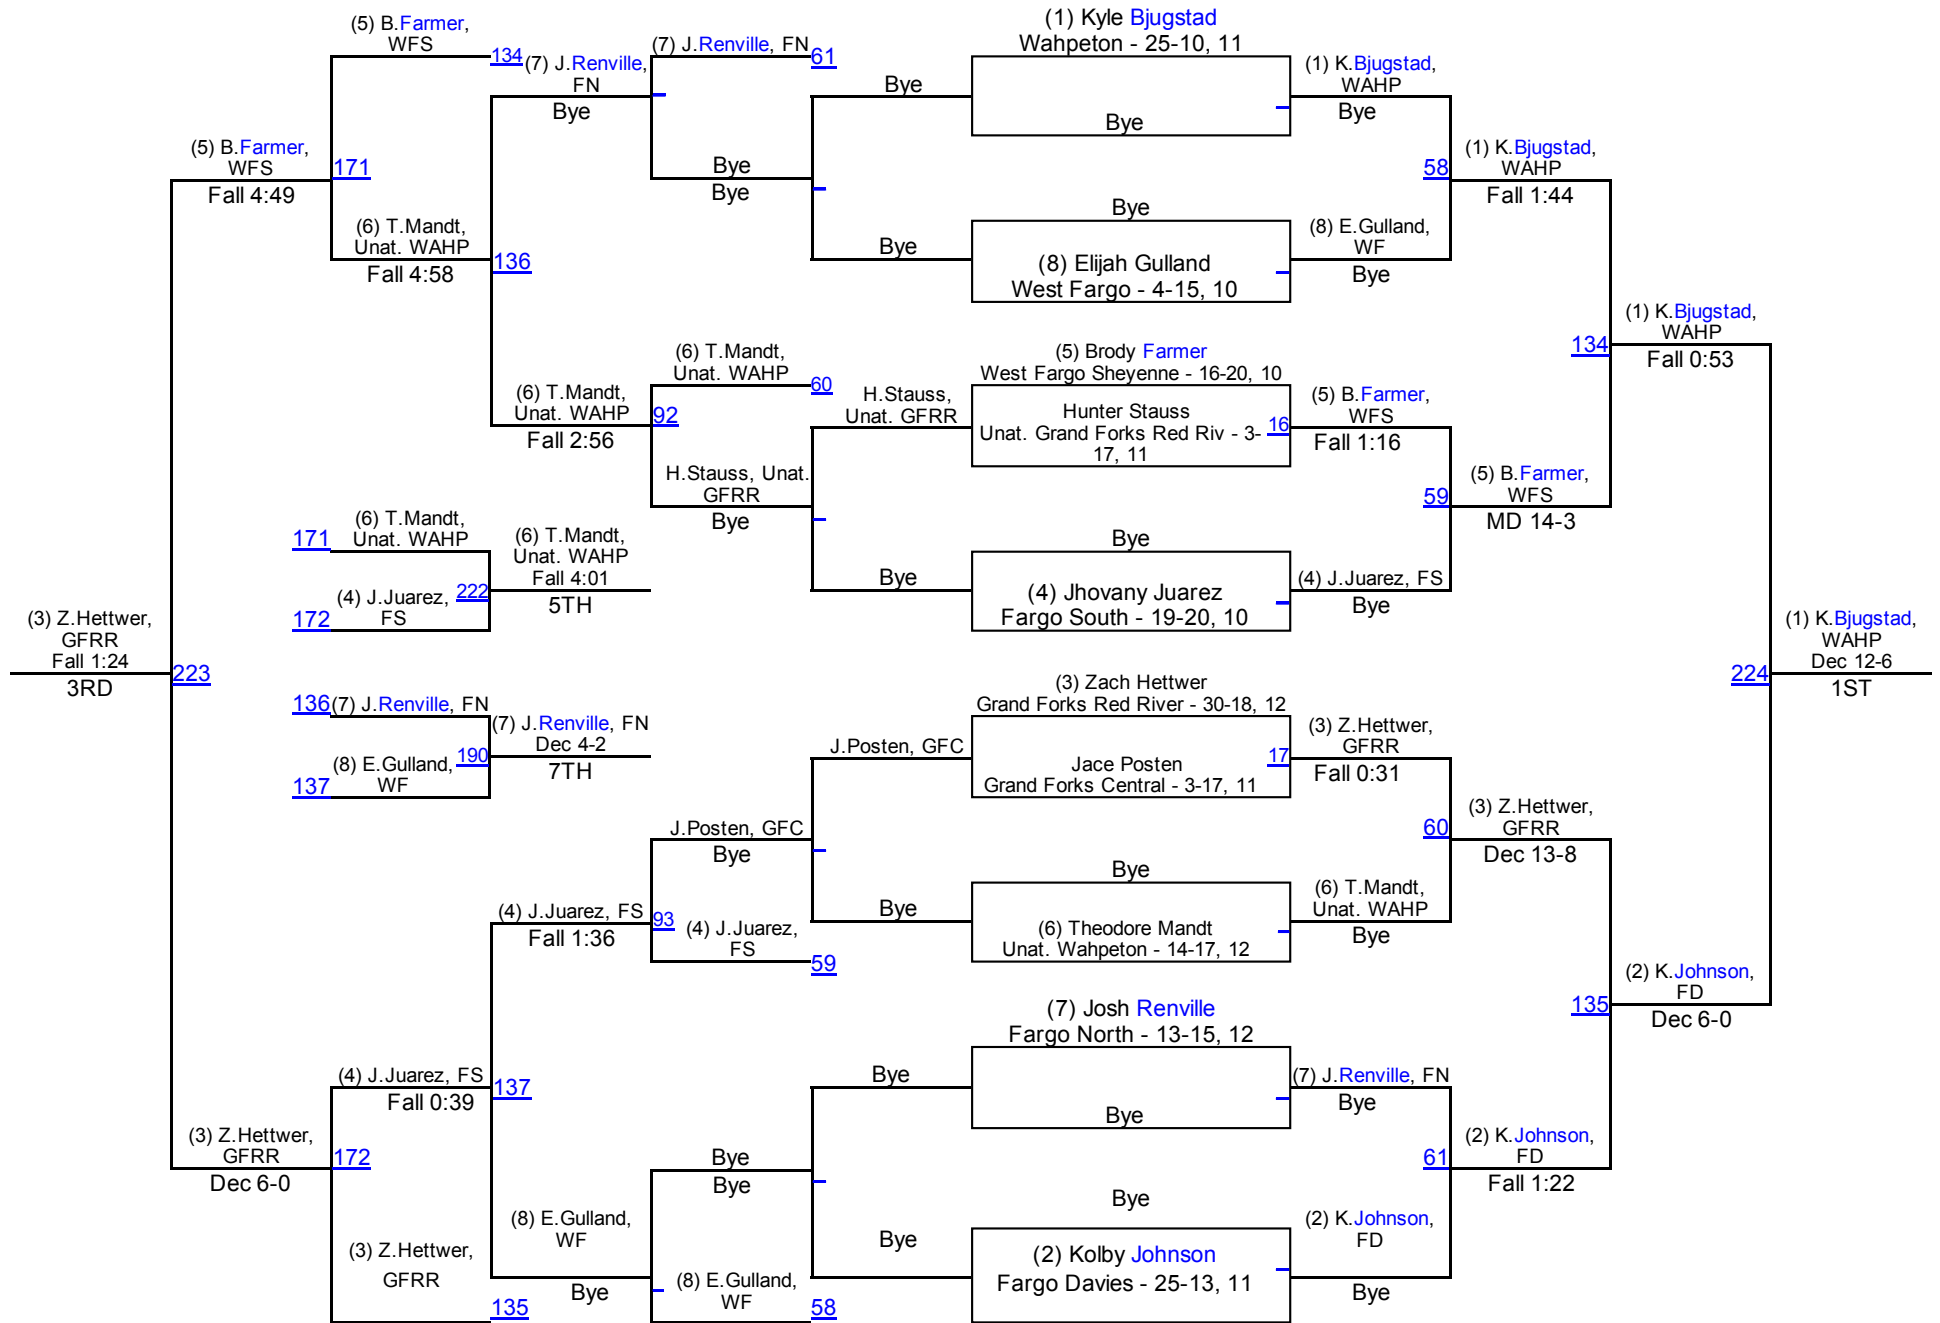 (5) B.Farmer,
WFS
134
(7) J.Renville,
FN
Bye
(7) J.Renville, FN
61
(1) Kyle Bjugstad
Wahpeton - 25-10, 11
Bye
Bye
(1) K.Bjugstad,
WAHP
Bye
(5) B.Farmer,
WFS
Fall 4:49
171
Bye
Bye
58
(1) K.Bjugstad,
WAHP
Fall 1:44
(6) T.Mandt,
Unat. WAHP
Fall 4:58
136
Bye
Bye
(8) Elijah Gulland
West Fargo - 4-15, 10
(8) E.Gulland,
WF
Bye
134
(1) K.Bjugstad,
WAHP
Fall 0:53
(6) T.Mandt,
Unat. WAHP
Fall 2:56
92
(6) T.Mandt,
Unat. WAHP
60
H.Stauss,
Unat. GFRR
(5) Brody Farmer
West Fargo Sheyenne - 16-20, 10
Hunter Stauss
Unat. Grand Forks Red Riv - 3-
17, 11
16
(5) B.Farmer,
WFS
Fall 1:16
H.Stauss, Unat.
GFRR
Bye
59
(5) B.Farmer,
WFS
MD 14-3
171
(6) T.Mandt,
Unat. WAHP
(6) T.Mandt,
Unat. WAHP
Fall 4:01
5TH
222
172
(4) J.Juarez,
FS
Bye
Bye
(4) Jhovany Juarez
Fargo South - 19-20, 10
(4) J.Juarez, FS
Bye
(3) Z.Hettwer,
GFRR
Fall 1:24
3RD
223
224
(1) K.Bjugstad,
WAHP
Dec 12-6
1ST
136
(7) J.Renville, FN
(7) J.Renville, FN
Dec 4-2
7TH
190
137
(8) E.Gulland,
WF
J.Posten, GFC
(3) Zach Hettwer
Grand Forks Red River - 30-18, 12
Jace Posten
Grand Forks Central - 3-17, 11
17
(3) Z.Hettwer,
GFRR
Fall 0:31
J.Posten, GFC
Bye
60
(3) Z.Hettwer,
GFRR
Dec 13-8
(4) J.Juarez, FS
Fall 1:36
93
(4) J.Juarez,
FS
59
Bye
Bye
(6) Theodore Mandt
Unat. Wahpeton - 14-17, 12
(6) T.Mandt,
Unat. WAHP
Bye
135
(2) K.Johnson,
FD
Dec 6-0
(4) J.Juarez, FS
Fall 0:39
137
Bye
(7) Josh Renville
Fargo North - 13-15, 12
Bye
(7) J.Renville, FN
Bye
(3) Z.Hettwer,
GFRR
Dec 6-0
172
Bye
Bye
61
(2) K.Johnson,
FD
Fall 1:22
(3) Z.Hettwer,
GFRR
135
(8) E.Gulland,
WF
Bye
(8) E.Gulland,
WF
58
Bye
Bye
(2) Kolby Johnson
Fargo Davies - 25-13, 11
(2) K.Johnson,
FD
Bye